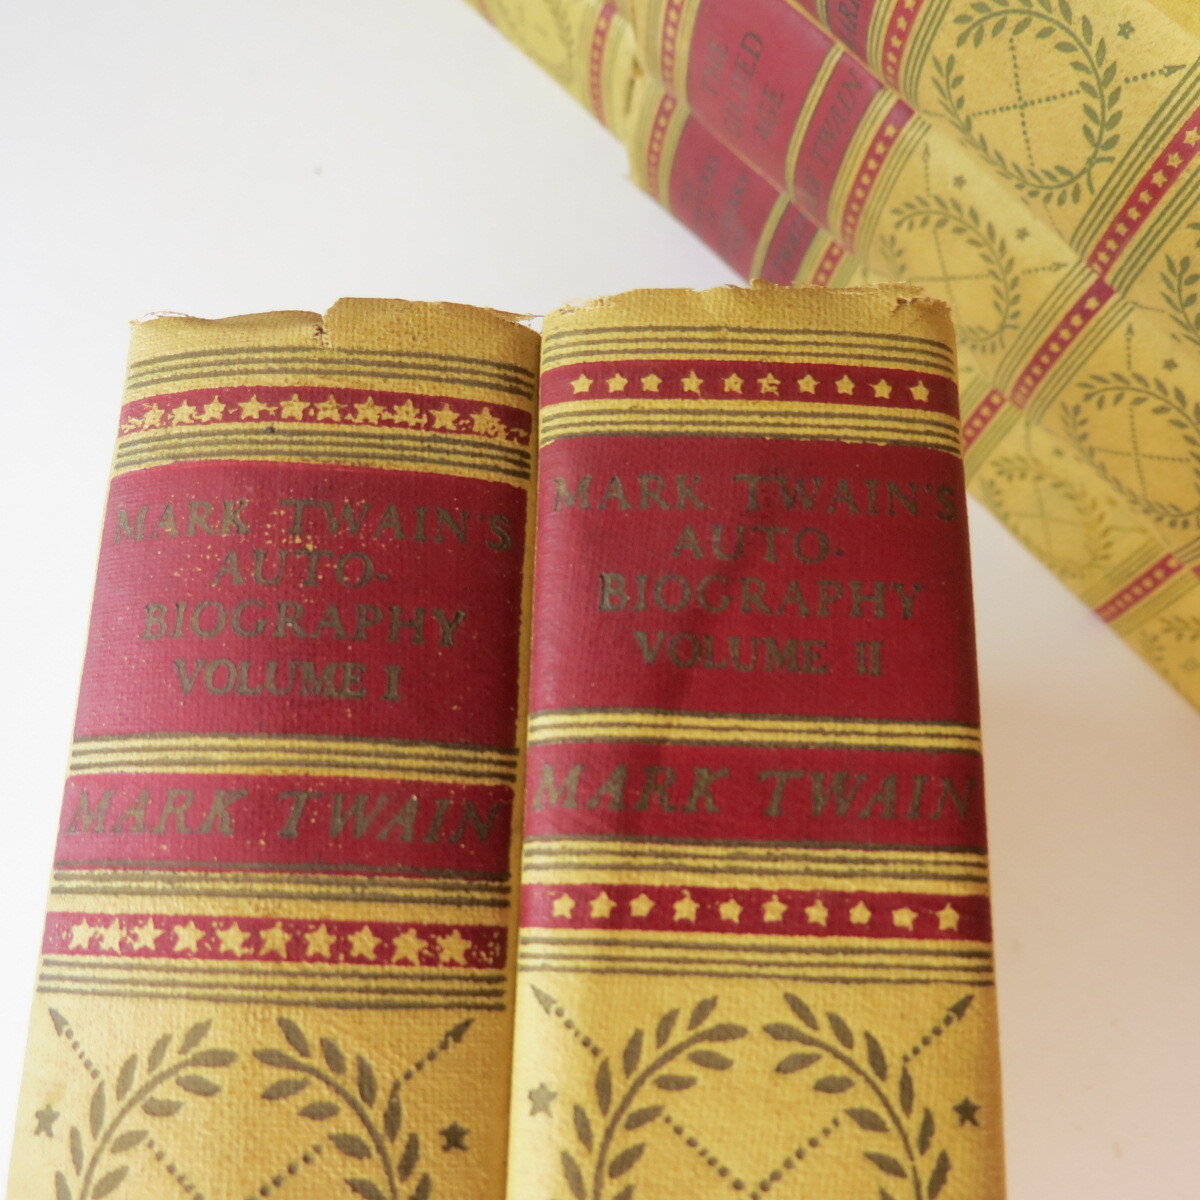 THE
GILDED
AGE
MARK TWAIN
MARK TWAIN'S
AUTO-
BIOGRAPHY
VOLUME I
MARK TWAIN
MARK TWAIN'S
AUTO-
BIOGRAPHY
VOLUME II
MARK TWAIN